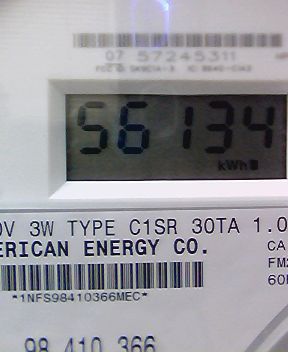 07 57245311
56134
kWh
0V 3W TYPE C1SR 30TA 1.0
ERICAN ENERGY CO.
CA
FM2
60
*1NFS98410366MEC*
98 410 366